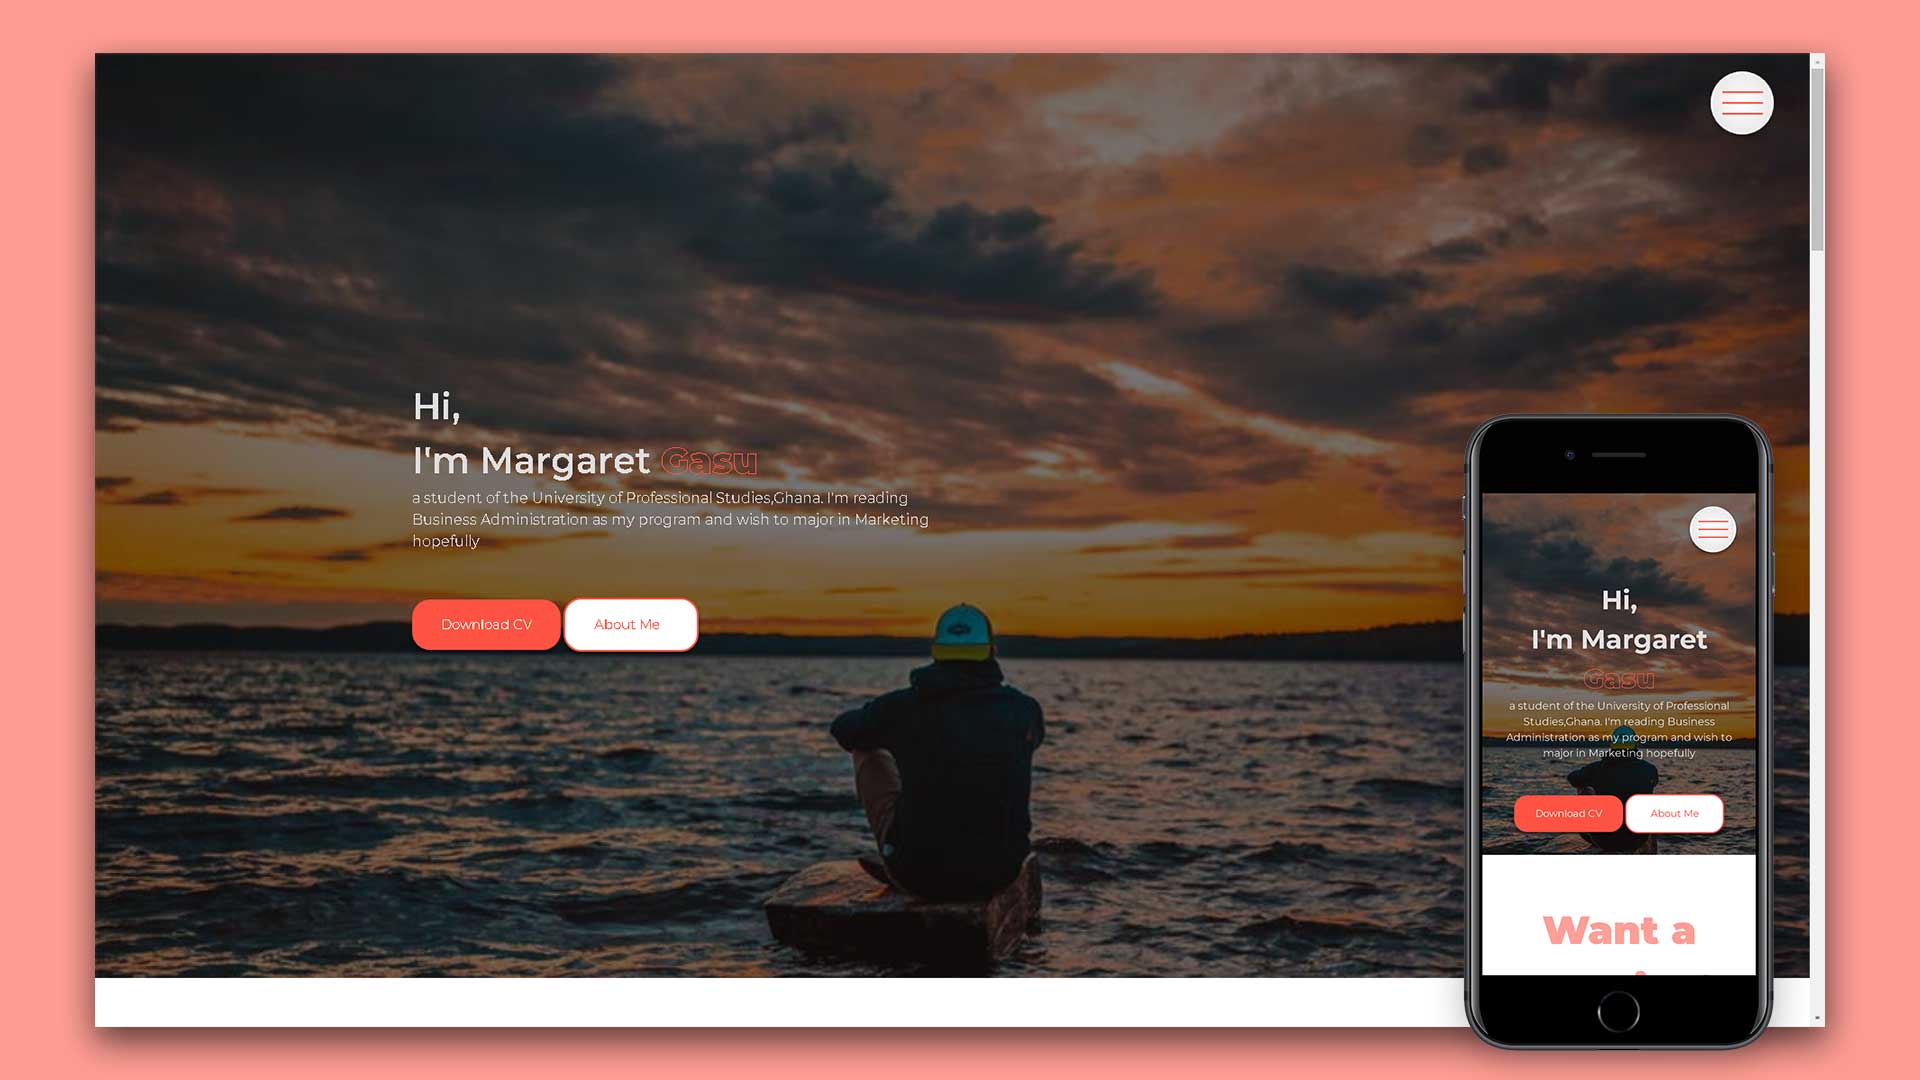 Hi,
I'm Margaret Gasu
a student of the University of Professional Studies,Ghana. I'm reading
Business Administration as my program and wish to major in Marketing
hopefully
Download CV
About Me
Hi,
I'm Margaret
Gasu
a student of the University of Professional
Studies,Ghana. I'm reading Business
Administration as my program and wish to
major in Marketing hopefully
Download CV
About Me
Want a